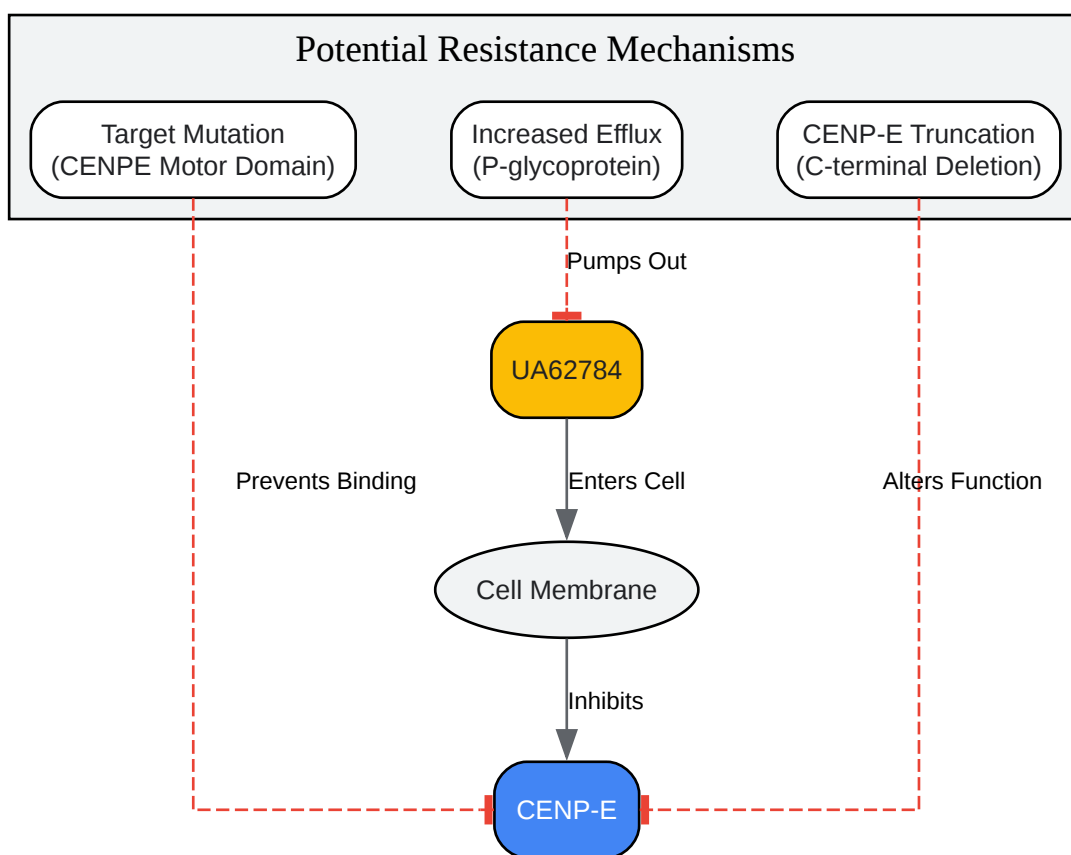 Potential Resistance Mechanisms
Target Mutation
(CENPE Motor Domain)
Increased Efflux
(P-glycoprotein)
CENP-E Truncation
(C-terminal Deletion)
Pumps Out
UA62784
Prevents Binding
Enters Cell
Alters Function
Cell Membrane
Inhibits
CENP-E